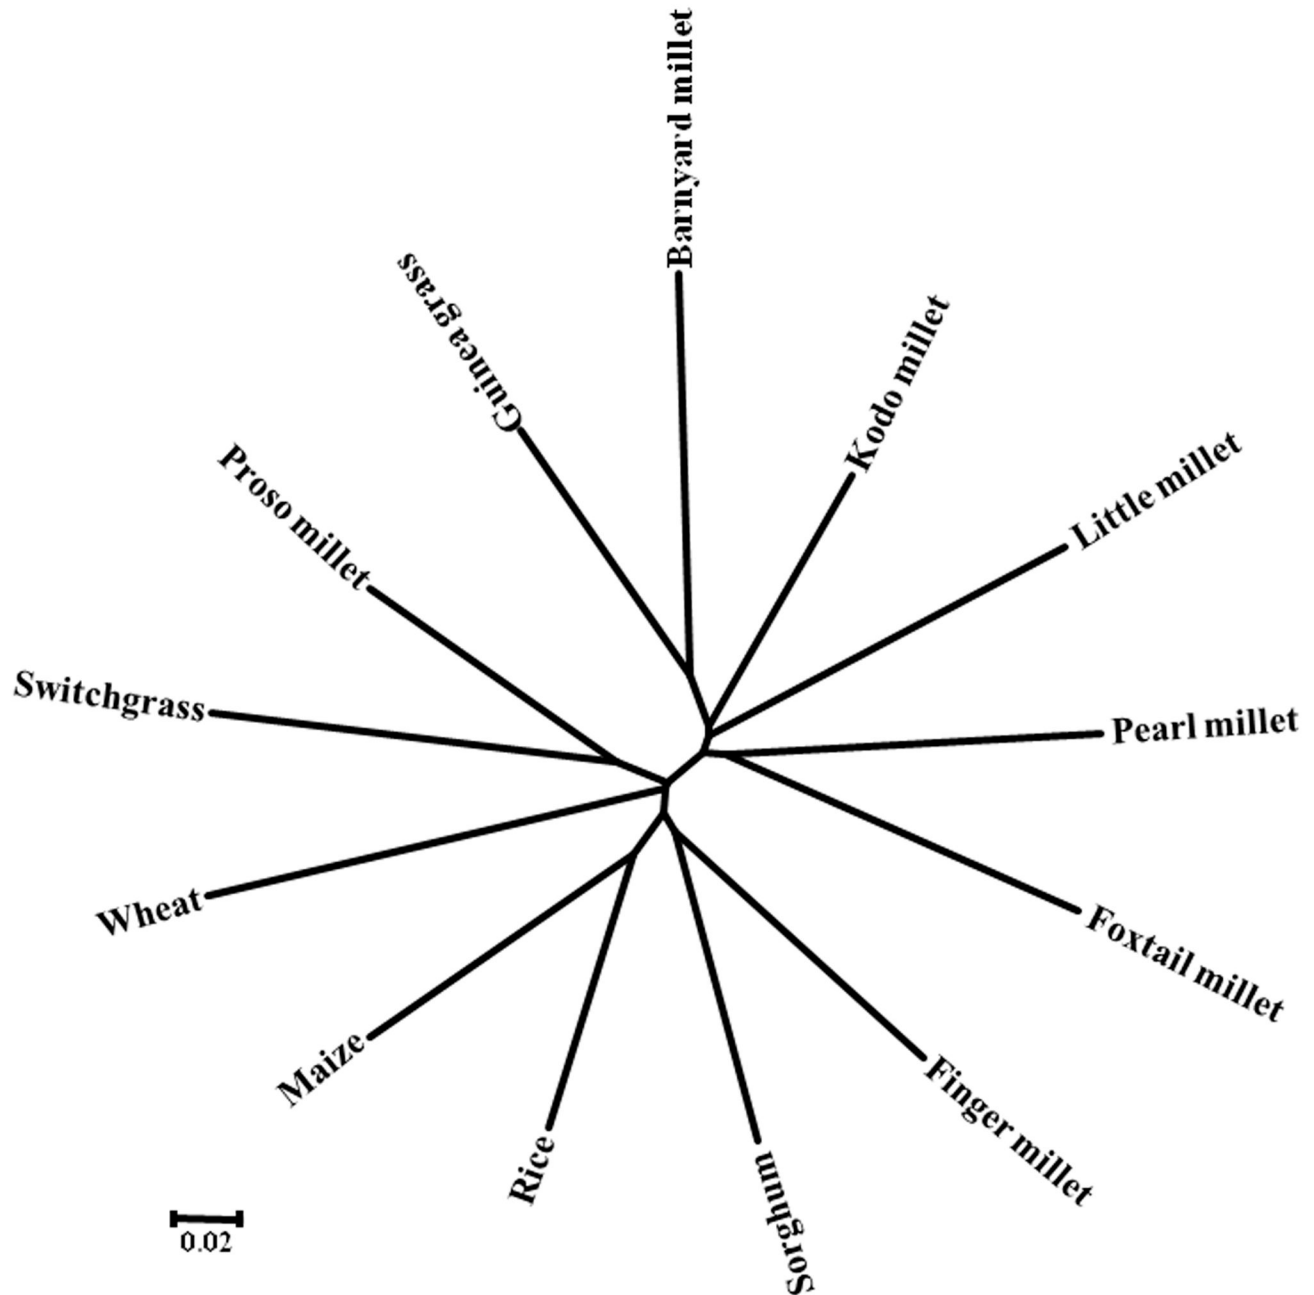 Barnyard millet
Guinea grass
Kodo millet
Little millet
Proso millet
Switchgrass
Pearl millet
Wheat
Foxtail millet
Maize
Finger millet
Rice
Sorghum
0.02